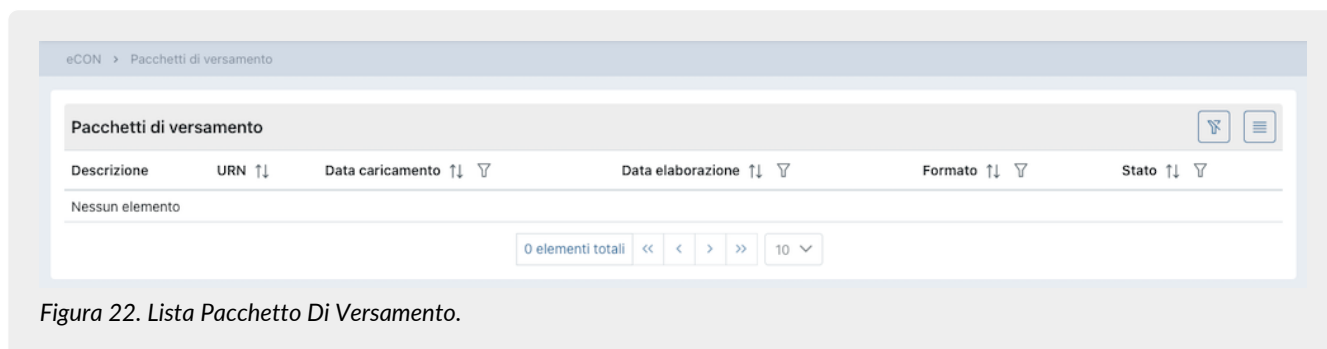 eCON > Pacchetti di versamento
Pacchetti di versamento
Descrizione URN Data caricamento Data elaborazione Formato Stato
Nessun elemento
0 elementi totali << < > >> 10
Figura 22. Lista Pacchetto Di Versamento.